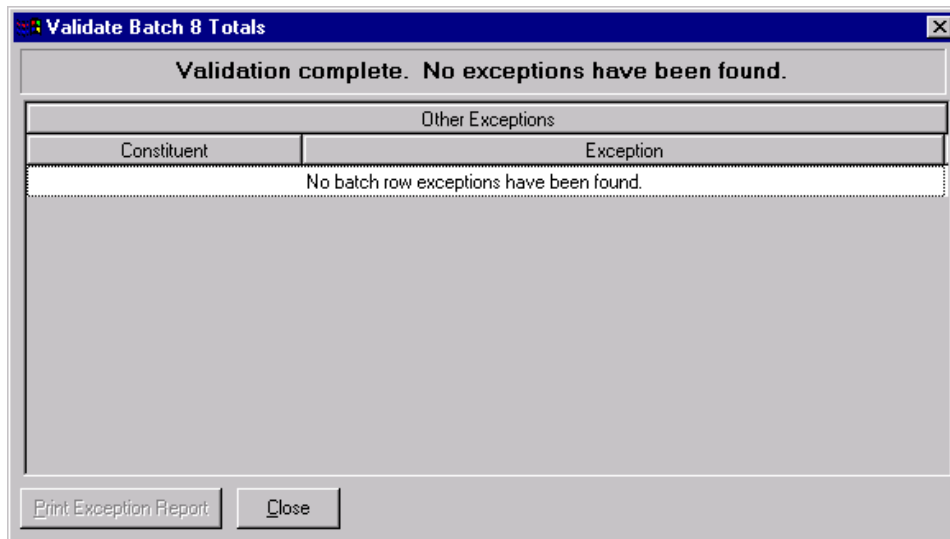 Validate Batch 8 Totals
Validation complete. No exceptions have been found.
Other Exceptions
Constituent Exception
No batch row exceptions have been found.
Print Exception Report Close